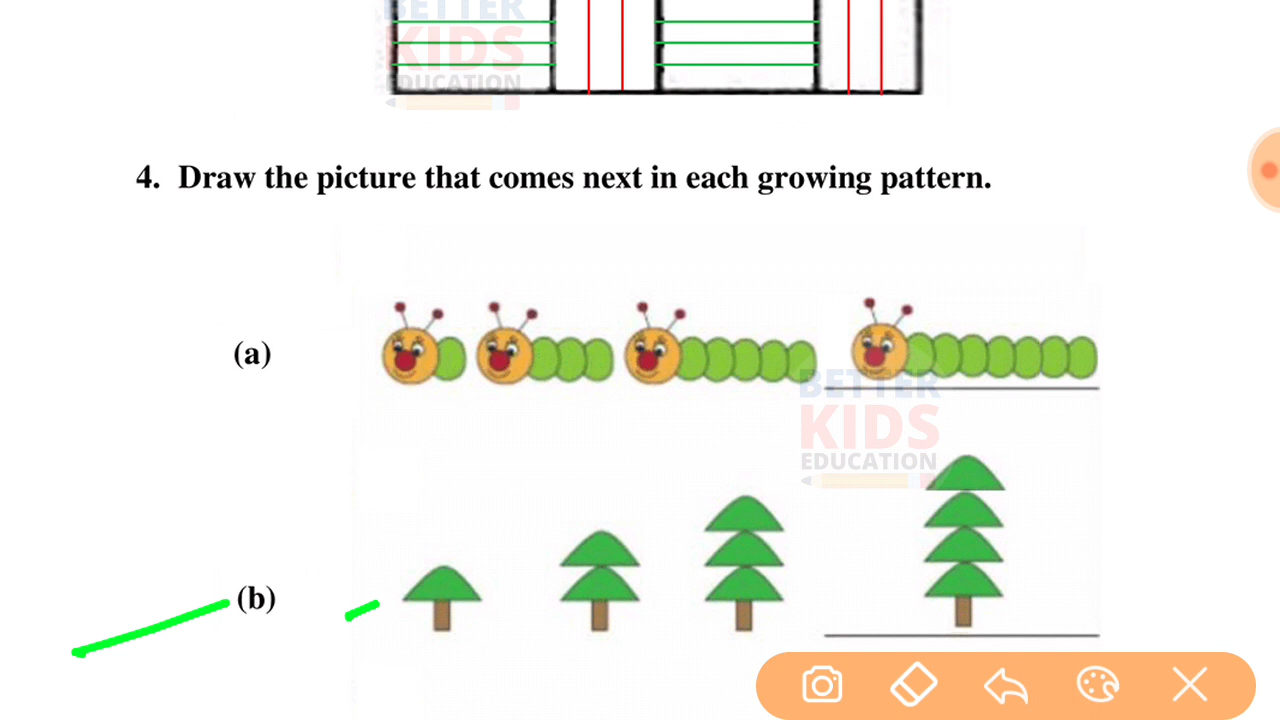 BETTER
KIDS
EDUCATION
4. Draw the picture that comes next in each growing pattern.
(a)
BETTER
KIDS
EDUCATION
(b)